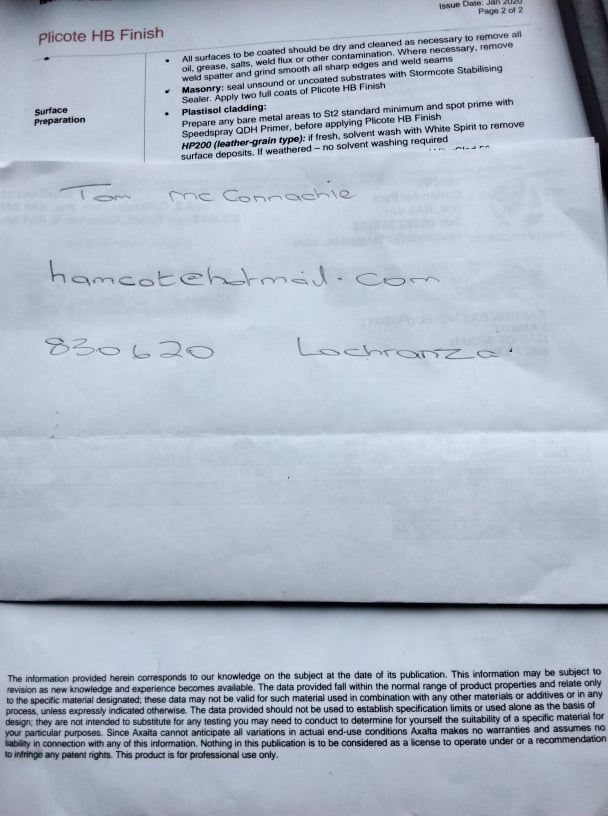 Issue Date: Jan 2020
Page 2 of 2
Plicote HB Finish
Surface
Preparation
• All surfaces to be coated should be dry and cleaned as necessary to remove all
oil, grease, salts, weld flux or other contamination. Where necessary, remove
weld spatter and grind smooth all sharp edges and weld seams
• Masonry: seal unsound or uncoated substrates with Stormcote Stabilising
Sealer. Apply two full coats of Plicote HB Finish
• Plastisol cladding:
Prepare any bare metal areas to St2 standard minimum and spot prime with
Speedspray QDH Primer, before applying Plicote HB Finish
HP200 (leather-grain type): if fresh, solvent wash with White Spirit to remove
surface deposits. If weathered – no solvent washing required
Tom mc Connachie
hamcot@hotmail.com
830620 Lochranza.
The information provided herein corresponds to our knowledge on the subject at the date of its publication. This information may be subject to
revision as new knowledge and experience becomes available. The data provided fall within the normal range of product properties and relate only
to the specific material designated; these data may not be valid for such material used in combination with any other materials or additives or in any
process, unless expressly indicated otherwise. The data provided should not be used to establish specification limits or used alone as the basis of
design; they are not intended to substitute for any testing you may need to conduct to determine for yourself the suitability of a specific material for
your particular purposes. Since Axalta cannot anticipate all variations in actual end-use conditions Axalta makes no warranties and assumes no
liability in connection with any of this information. Nothing in this publication is to be considered as a license to operate under or a recommendation
to infringe any patent rights. This product is for professional use only.